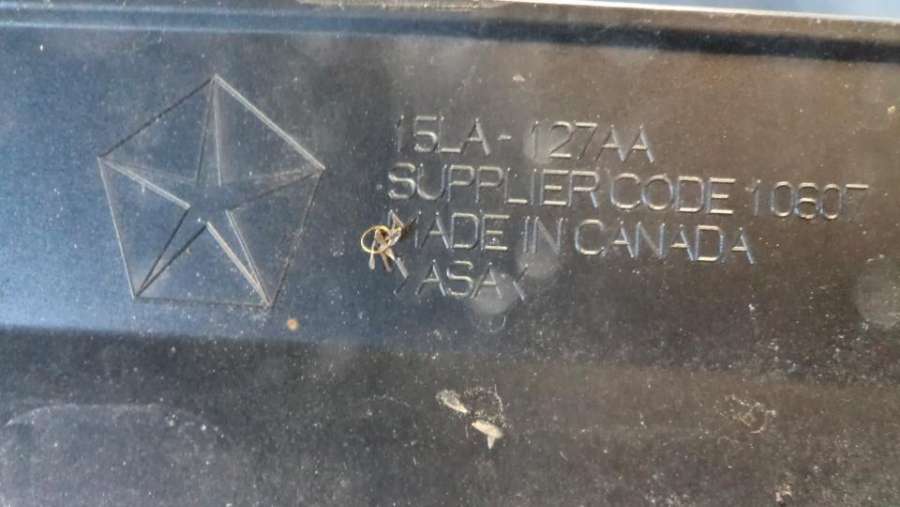 15LA-127AA
SUPPLIER CODE 10807
MADE IN CANADA
>ASA<